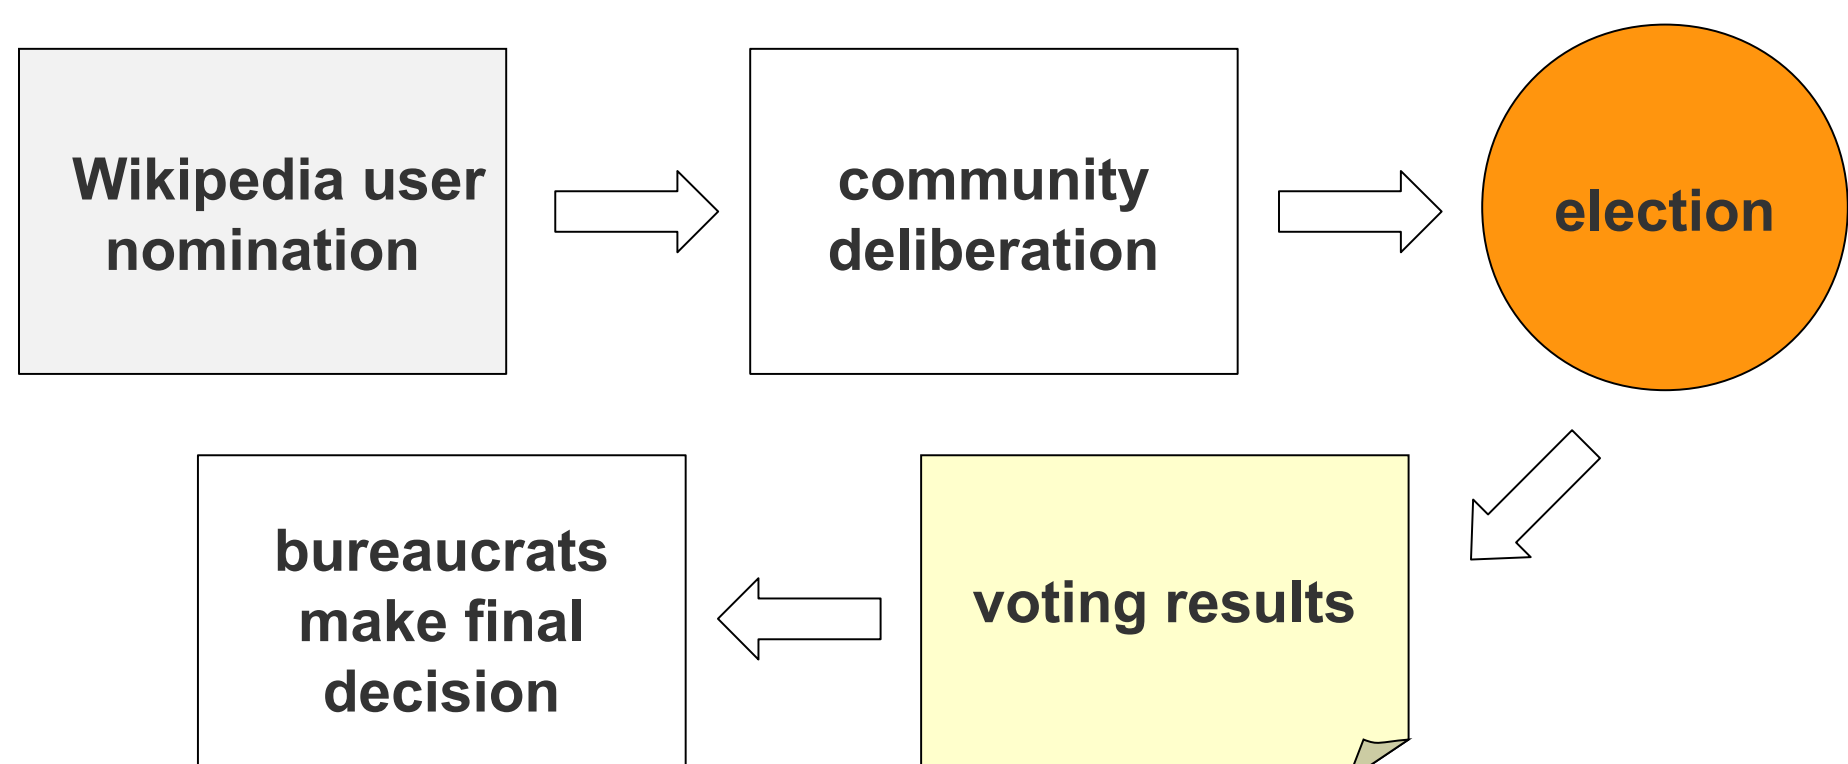 Wikipedia user
nomination
community
deliberation
election
voting results
bureaucrats
make final
decision